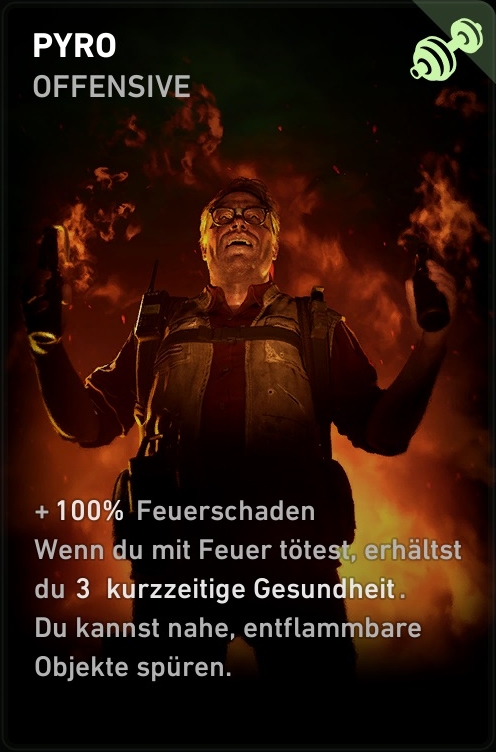 PYRO
OFFENSIVE
+ 100% Feuerschaden
Wenn du mit Feuer tötest, erhältst
du 3 kurzzeitige Gesundheit.
Du kannst nahe, entflammbare
Objekte spüren.